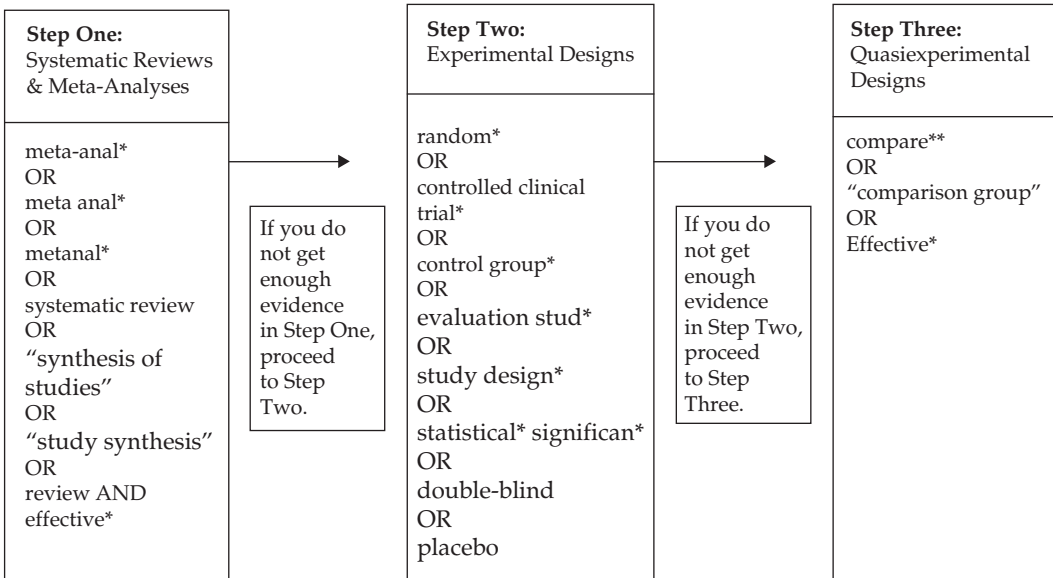 Step One:
Systematic Reviews
& Meta-Analyses
meta-anal*
OR
meta anal*
OR
metanal*
OR
systematic review
OR
“synthesis of
studies”
OR
“study synthesis”
OR
review AND
effective*
If you do
not get
enough
evidence
in Step One,
proceed
to Step
Two.
Step Two:
Experimental Designs
random*
OR
controlled clinical
trial*
OR
control group*
OR
evaluation stud*
OR
study design*
OR
statistical* significan*
OR
double-blind
OR
placebo
If you do
not get
enough
evidence
in Step Two,
proceed
to Step
Three.
Step Three:
Quasiexperimental
Designs
compare**
OR
“comparison group”
OR
Effective*